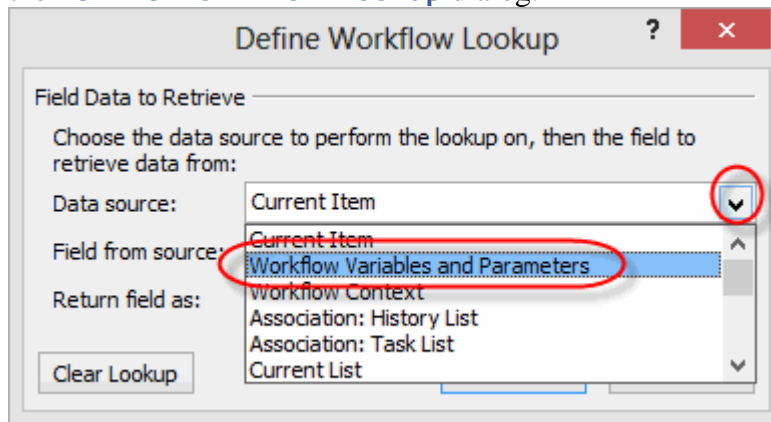 Define Workflow Lookup ? ×
Field Data to Retrieve
Choose the data source to perform the lookup on, then the field to
retrieve data from:
Data source: Current Item
Field from source: Current Item
Workflow Variables and Parameters
Return field as: Workflow Context
Association: History List
Association: Task List
Clear Lookup Current List